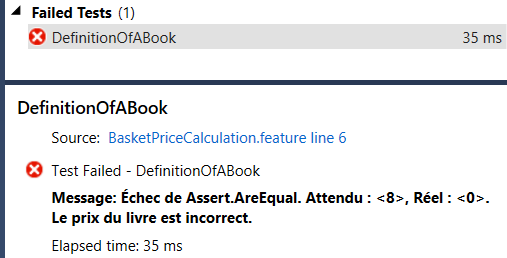 Failed Tests (1)
DefinitionOfABook 35 ms
DefinitionOfABook
Source: BasketPriceCalculation.feature line 6
Test Failed - DefinitionOfABook
Message: Échec de Assert.AreEqual. Attendu : <8>, Réel : <0>.
Le prix du livre est incorrect.
Elapsed time: 35 ms